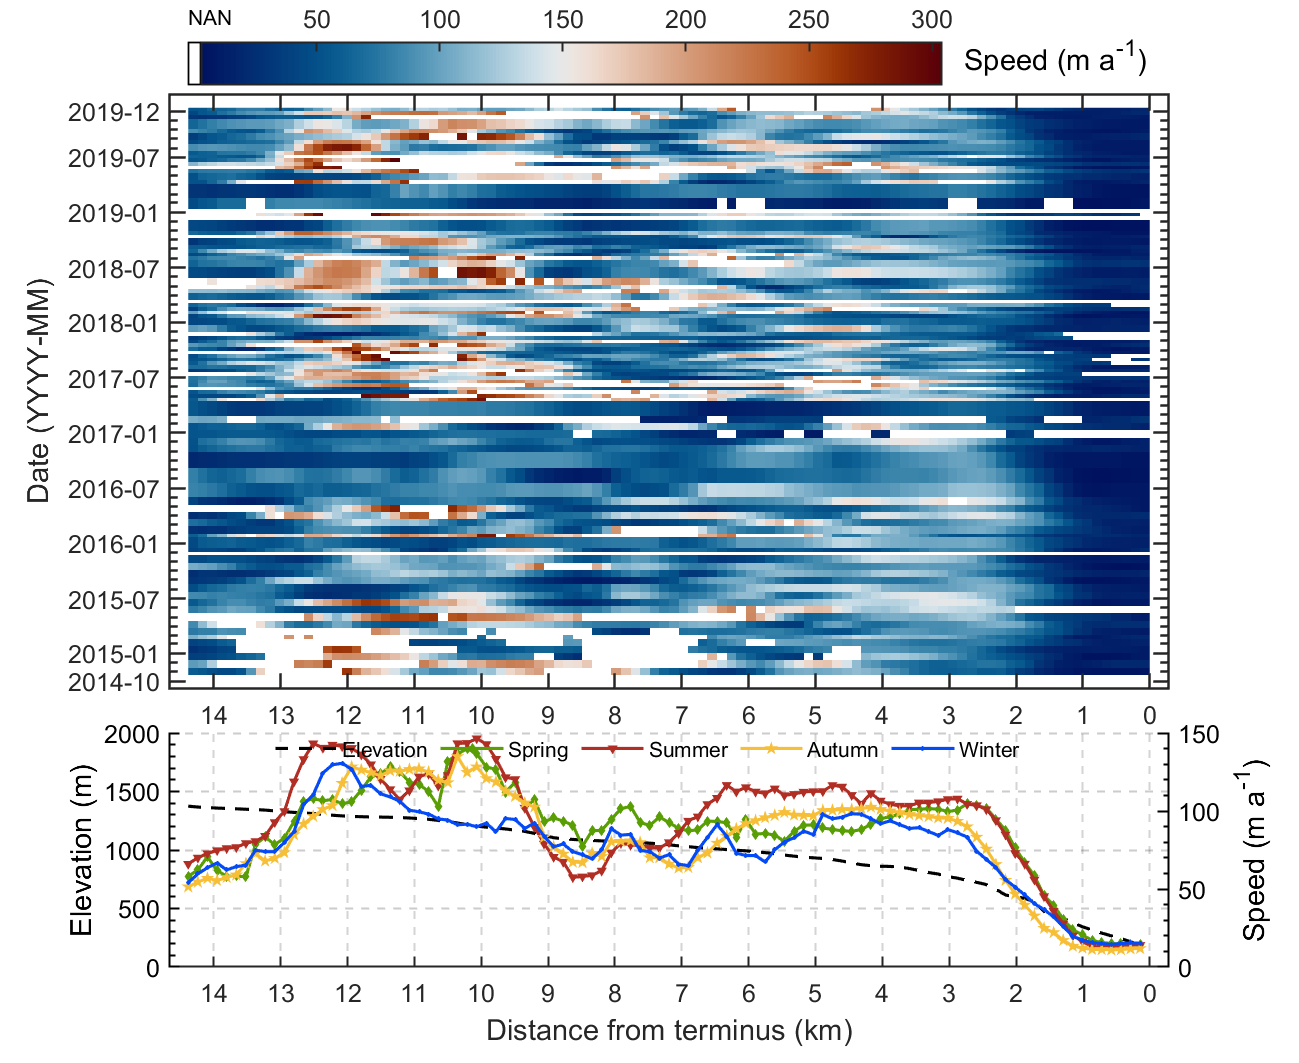 NAN 50 100 150 200 250 300
Speed (m a⁻¹)
Date (YYYY-MM)
2019-12
2019-07
2019-01
2018-07
2018-01
2017-07
2017-01
2016-07
2016-01
2015-07
2015-01
2014-10
14 13 12 11 10 9 8 7 6 5 4 3 2 1 0
Elevation (m)
2000
1500
1000
500
0
Elevation Spring Summer Autumn Winter
150
100
50
0
Speed (m a⁻¹)
14 13 12 11 10 9 8 7 6 5 4 3 2 1 0
Distance from terminus (km)